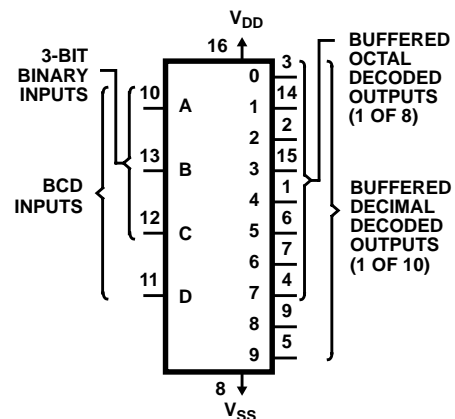 VDD
16
3-BIT
BINARY
INPUTS
BCD
INPUTS
10
A
13
B
12
C
11
D
3
0
14
1
2
2
15
3
1
4
6
5
7
6
4
7
9
8
5
9
8
VSS
BUFFERED
OCTAL
DECODED
OUTPUTS
(1 OF 8)
BUFFERED
DECIMAL
DECODED
OUTPUTS
(1 OF 10)